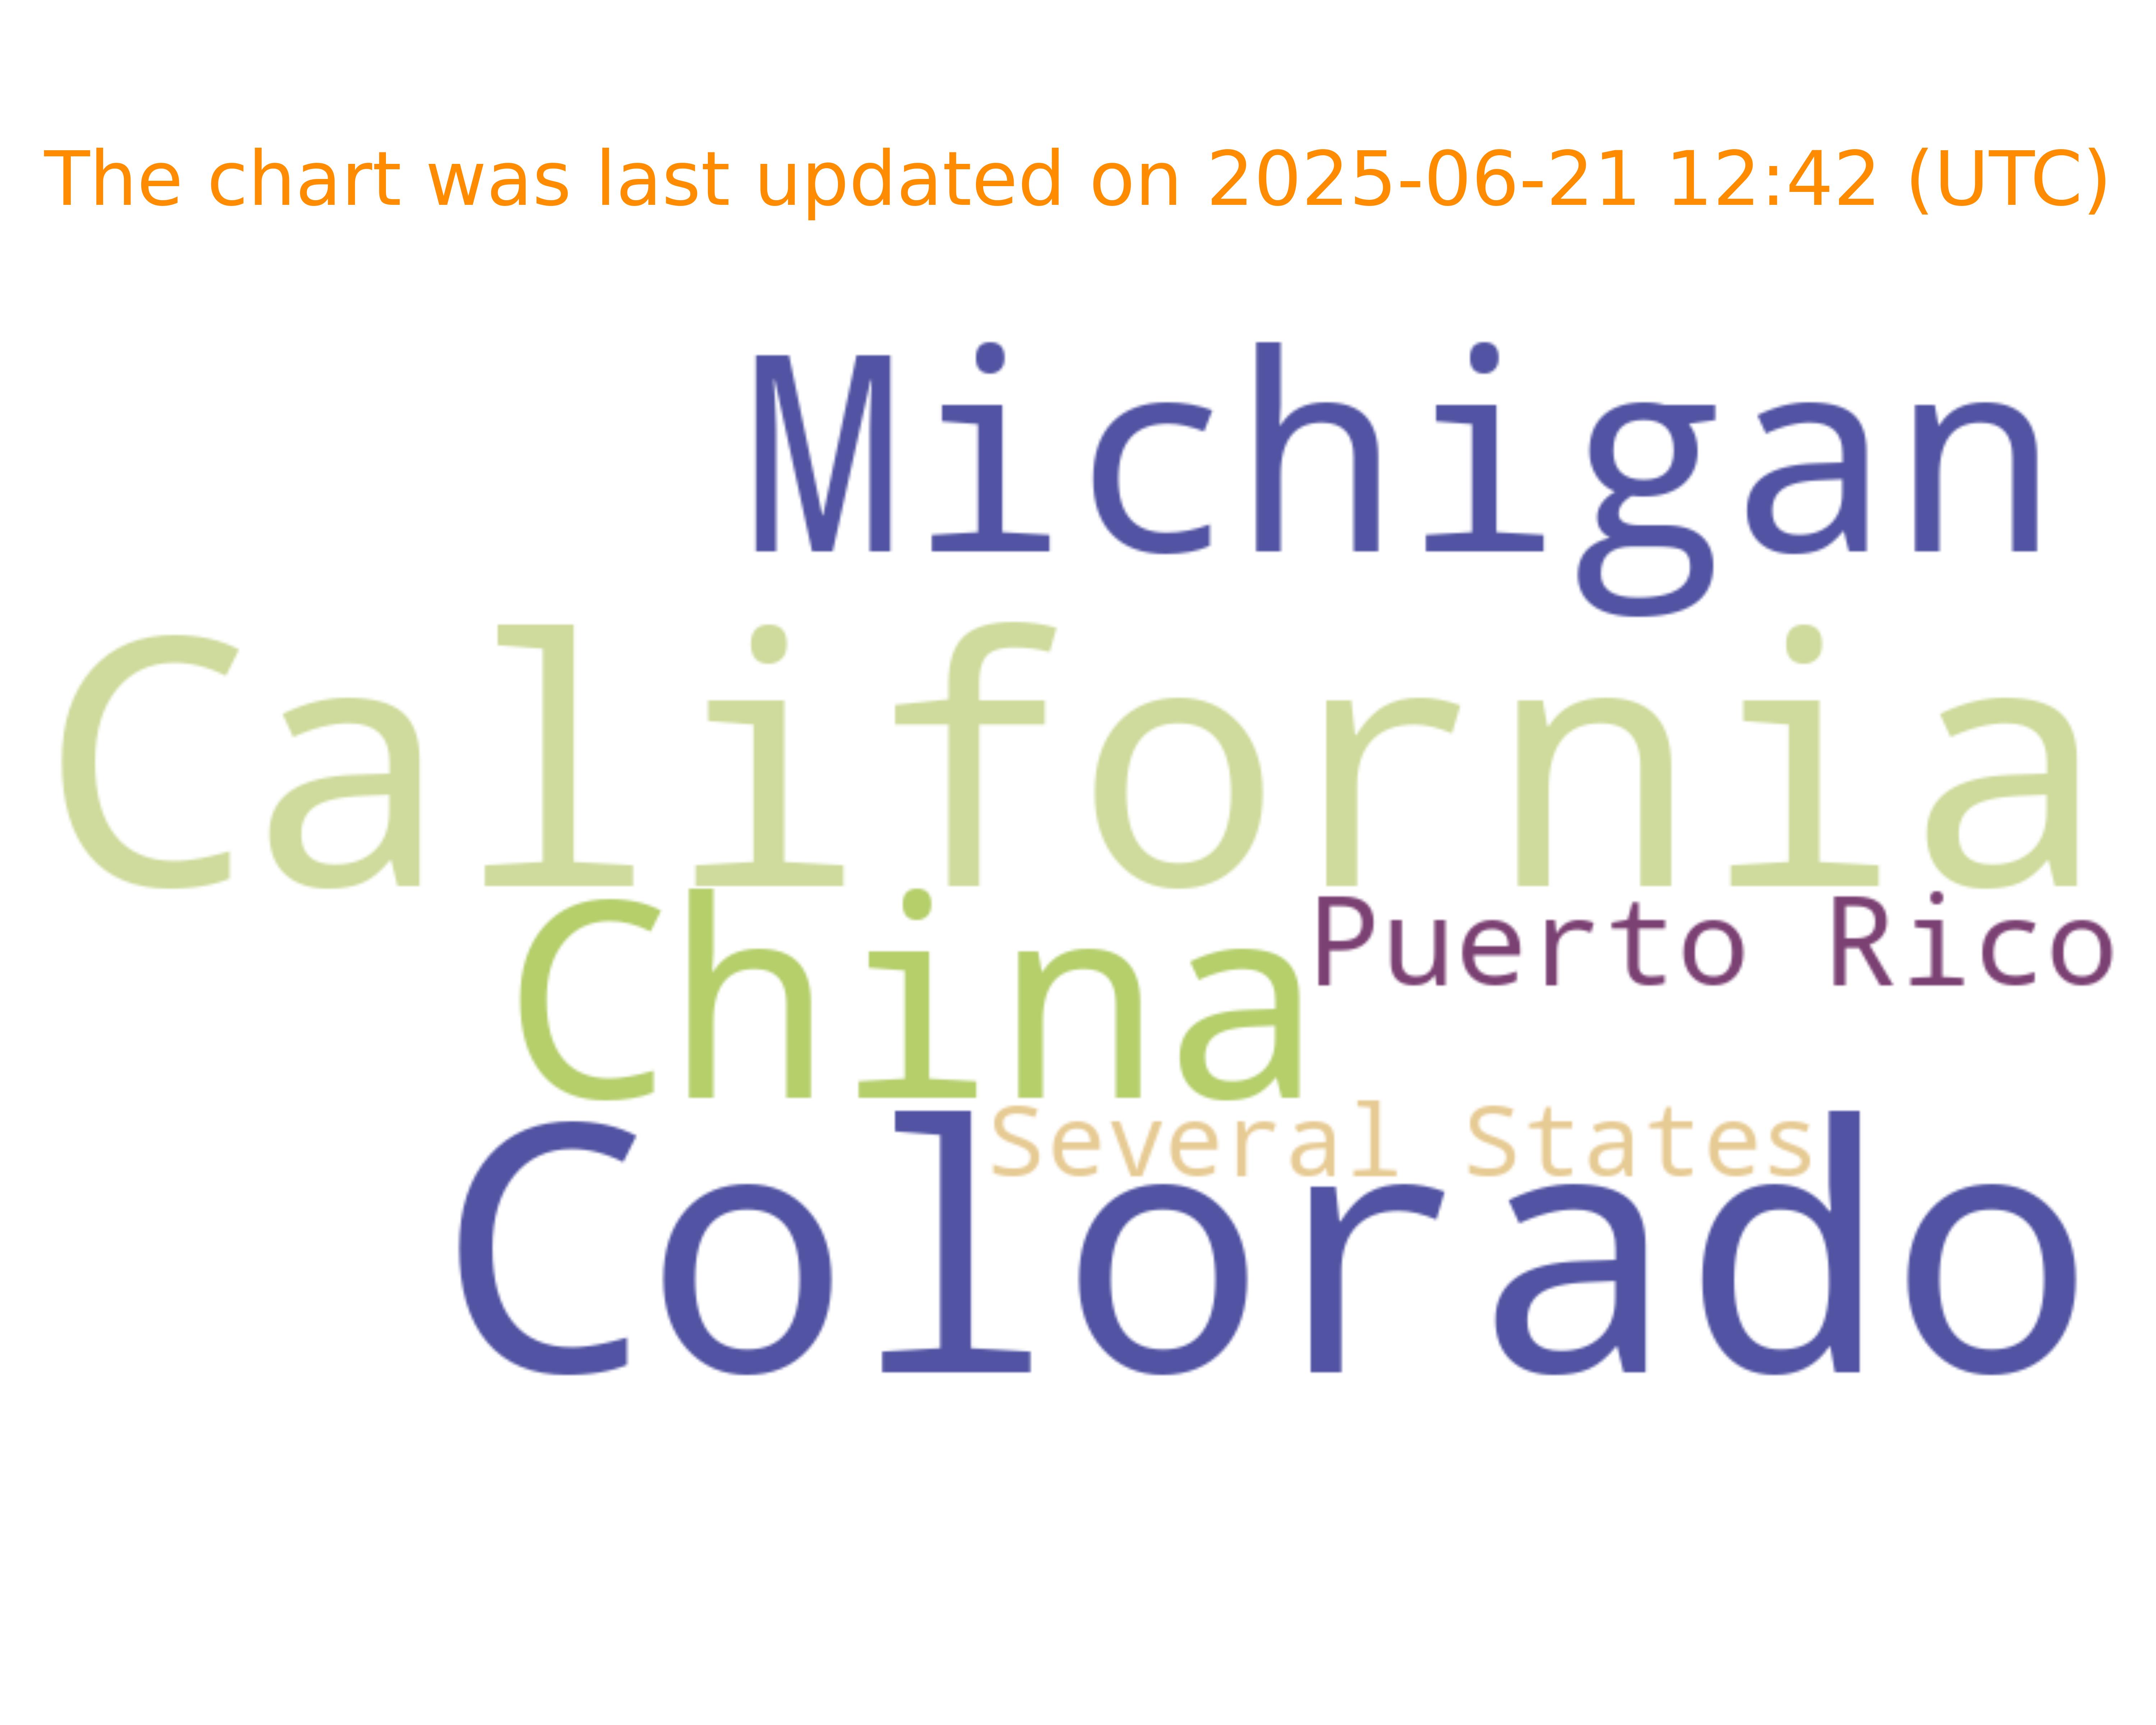 The chart was last updated on 2025-06-21 12:42 (UTC)
Michigan
California
China
Puerto Rico
Several States
Colorado